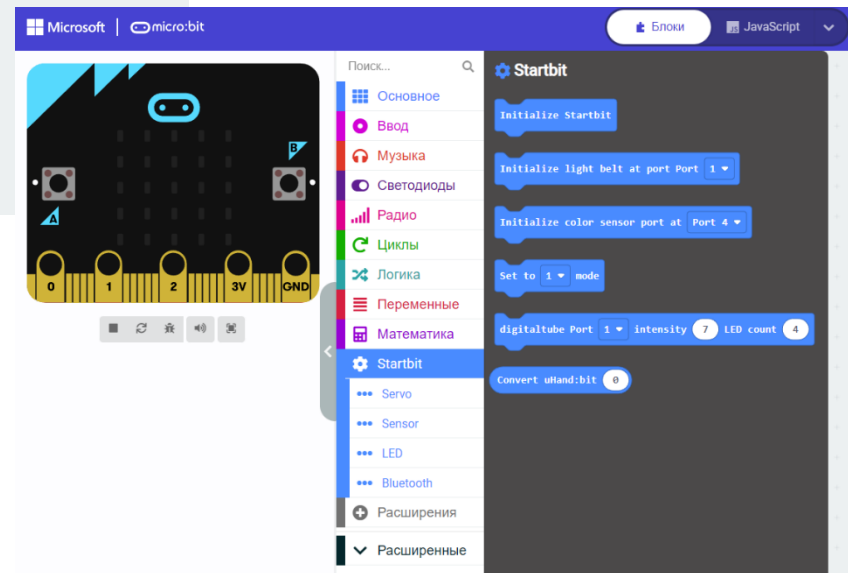 Microsoft micro:bit Блоки JavaScript
Поиск...
Основное
Ввод
Музыка
Светодиоды
Радио
Циклы
Логика
Переменные
Математика
Startbit
Servo
Sensor
LED
Bluetooth
Расширения
Расширенные
Startbit
Initialize Startbit
Initialize light belt at port Port 1
Initialize color sensor port at Port 4
Set to 1 mode
digitaltube Port 1 intensity 7 LED count 4
Convert uHand:bit 0
B
A
0 1 2 3V GND